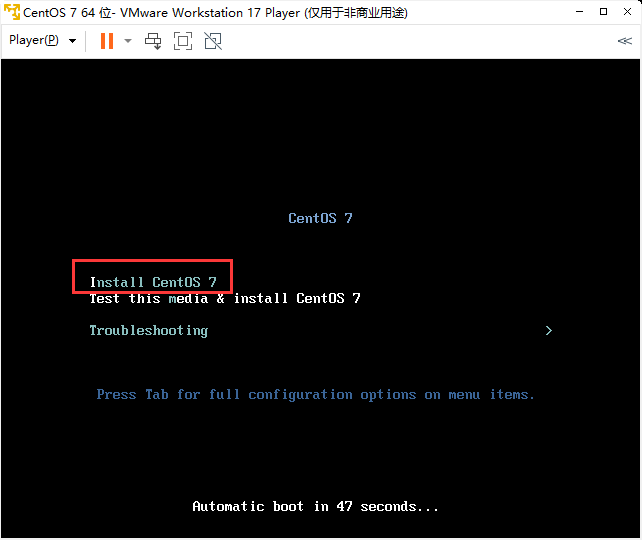 CentOS 7 64 位- VMware Workstation 17 Player (仅用于非商业用途)
Player(P)
CentOS 7
Install CentOS 7
Test this media & install CentOS 7
Troubleshooting >
Press Tab for full configuration options on menu items.
Automatic boot in 47 seconds...